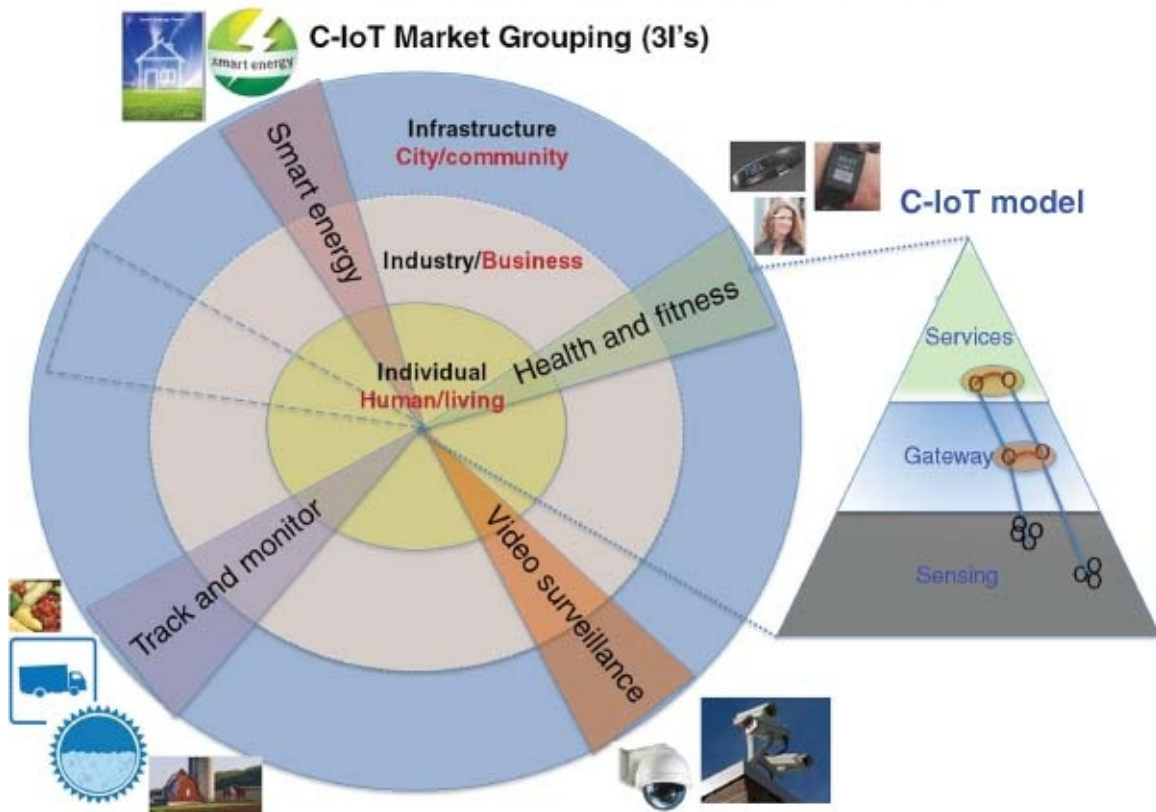 C-IoT Market Grouping (3I's)
smart energy
Infrastructure
City/community
Smart energy
Industry/Business
Individual
Human/living
Health and fitness
Track and monitor
Video surveillance
C-IoT model
Services
Gateway
Sensing